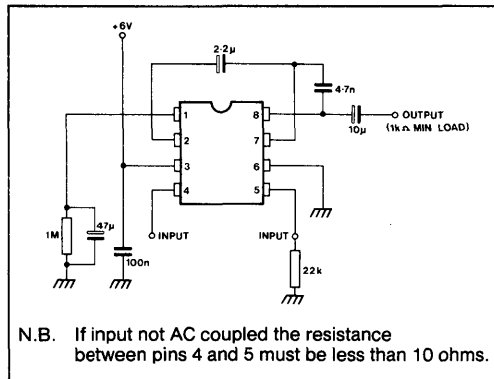 +6V
2·2µ
4·7n
1
8
OUTPUT
(1kΩ MIN LOAD)
10µ
2
7
3
6
4
5
1M
47µ
100n
INPUT
INPUT
22k
N.B. If input not AC coupled the resistance
between pins 4 and 5 must be less than 10 ohms.